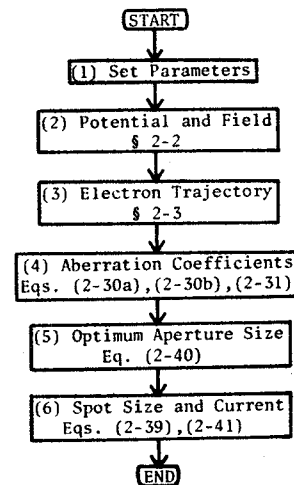 START
(1) Set Parameters
(2) Potential and Field
§ 2-2
(3) Electron Trajectory
§ 2-3
(4) Aberration Coefficients
Eqs. (2-30a),(2-30b),(2-31)
(5) Optimum Aperture Size
Eq. (2-40)
(6) Spot Size and Current
Eqs. (2-39),(2-41)
END